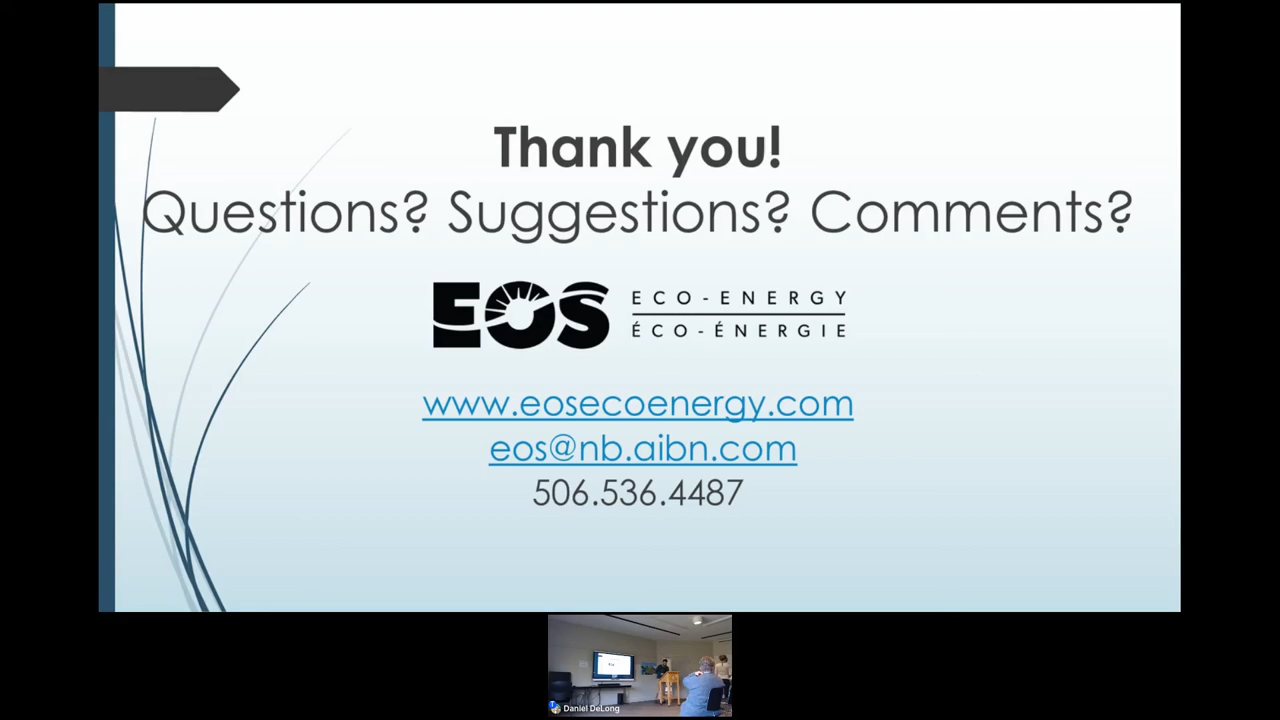 Thank you!
Questions? Suggestions? Comments?
EOS
ECO-ENERGY
ÉCO-ÉNERGIE
www.eosecoenergy.com
eos@nb.aibn.com
506.536.4487
Daniel DeLong